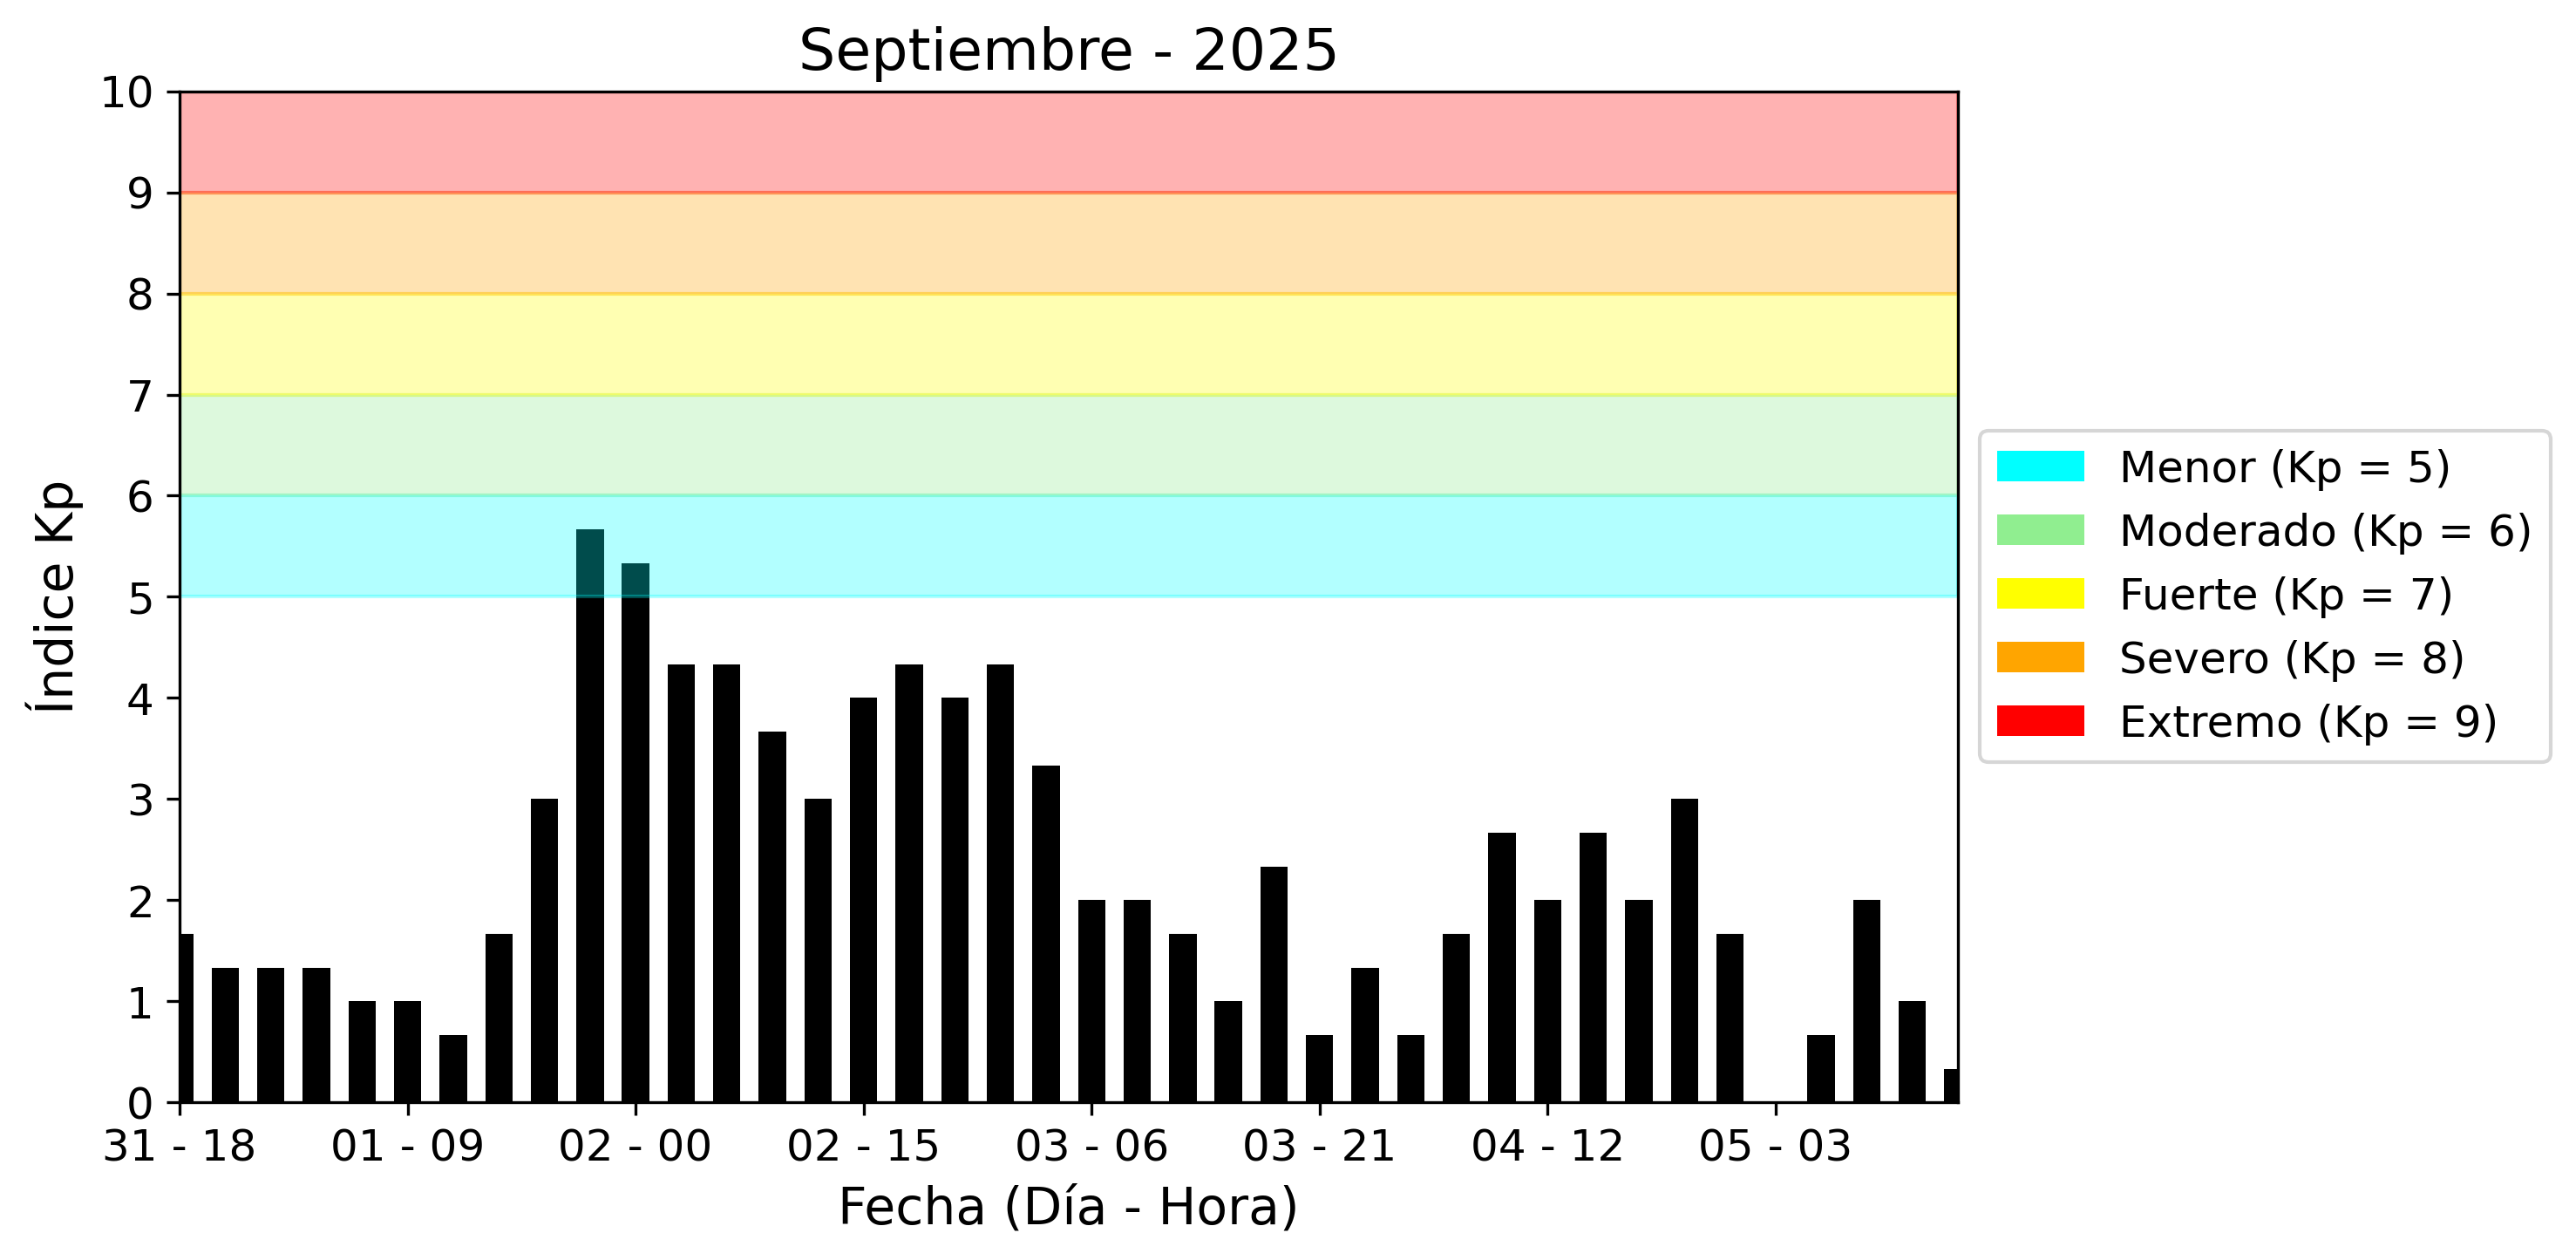 Septiembre - 2025
10
9
8
7
6
5
4
3
2
1
0
Índice Kp
31 - 18
01 - 09
02 - 00
02 - 15
03 - 06
03 - 21
04 - 12
05 - 03
Fecha (Día - Hora)
Menor (Kp = 5)
Moderado (Kp = 6)
Fuerte (Kp = 7)
Severo (Kp = 8)
Extremo (Kp = 9)